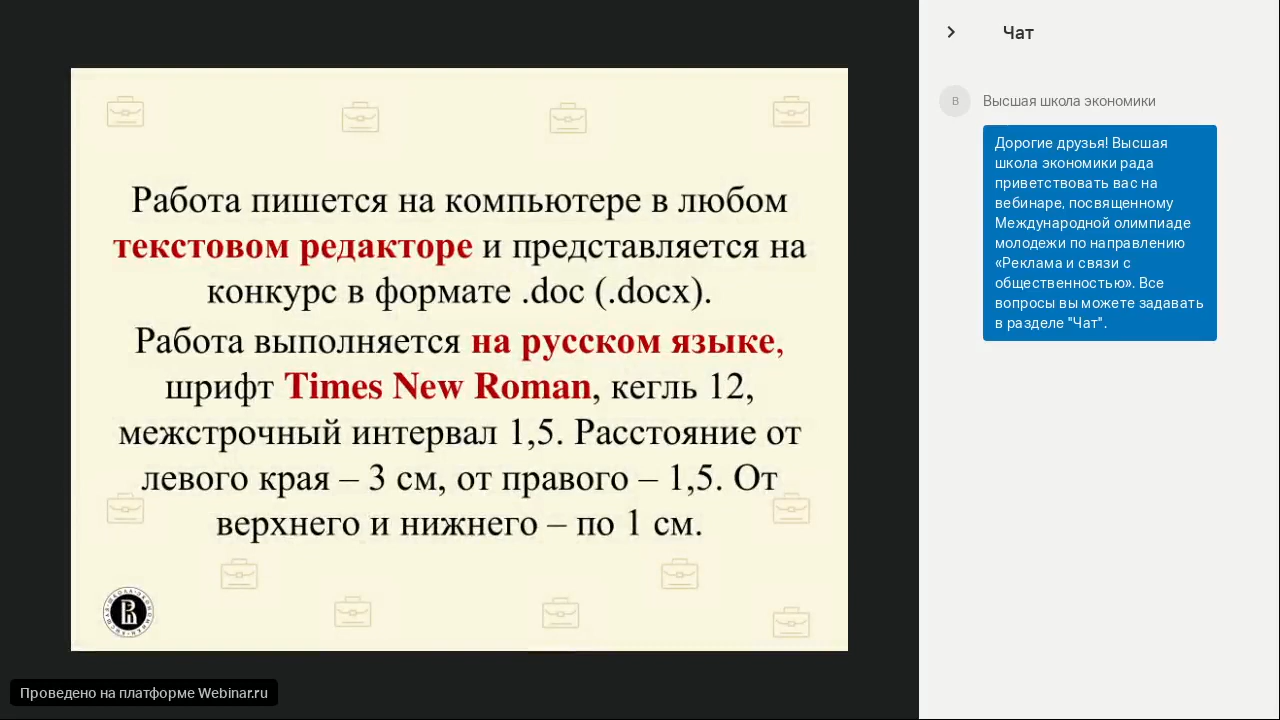 Чат
В
Высшая школа экономики
Дорогие друзья! Высшая
школа экономики рада
приветствовать вас на
вебинаре, посвященному
Международной олимпиаде
молодежи по направлению
«Реклама и связи с
общественностью». Все
вопросы вы можете задавать
в разделе "Чат".
Работа пишется на компьютере в любом
текстовом редакторе и представляется на
конкурс в формате .doc (.docx).
Работа выполняется на русском языке,
шрифт Times New Roman, кегль 12,
межстрочный интервал 1,5. Расстояние от
левого края – 3 см, от правого – 1,5. От
верхнего и нижнего – по 1 см.
Проведено на платформе Webinar.ru